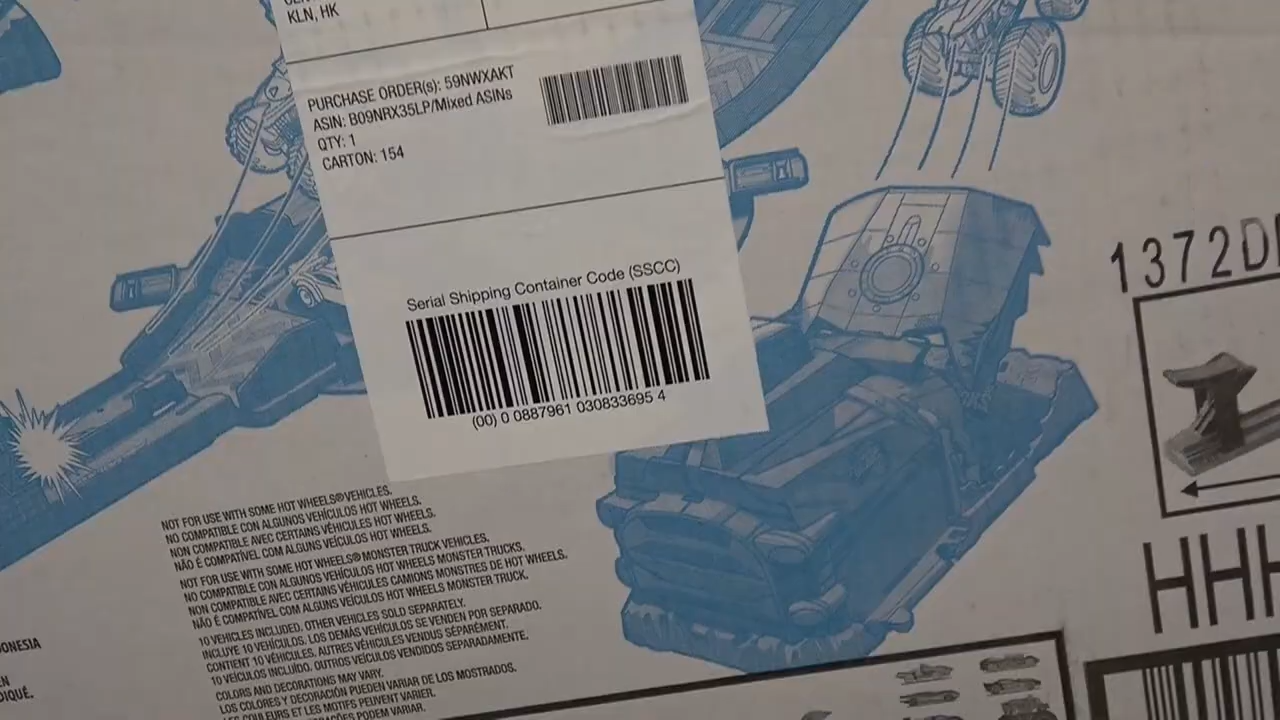 KLN, HK
PURCHASE ORDER(s): 59NWXAKT
ASIN: B09NRX35LP/Mixed ASINs
QTY: 1
CARTON: 154
Serial Shipping Container Code (SSCC)
(00) 0 0887961 030833695 4
1372D
HHH
NOT FOR USE WITH SOME HOT WHEELS® VEHICLES.
NO COMPATIBLE CON ALGUNOS VEHÍCULOS HOT WHEELS.
NON COMPATIBLE AVEC CERTAINS VÉHICULES HOT WHEELS.
NÃO É COMPATÍVEL COM ALGUNS VEÍCULOS HOT WHEELS.
NOT FOR USE WITH SOME HOT WHEELS® MONSTER TRUCK VEHICLES.
NO COMPATIBLE CON ALGUNOS VEHÍCULOS HOT WHEELS MONSTER TRUCKS.
NON COMPATIBLE AVEC CERTAINS VÉHICULES CAMIONS MONSTRES DE HOT WHEELS.
NÃO É COMPATÍVEL COM ALGUNS VEÍCULOS HOT WHEELS MONSTER TRUCK.
10 VEHICLES INCLUDED. OTHER VEHICLES SOLD SEPARATELY.
INCLUYE 10 VEHÍCULOS. LOS DEMÁS VEHÍCULOS SE VENDEN POR SEPARADO.
CONTIENT 10 VÉHICULES. AUTRES VÉHICULES VENDUS SÉPARÉMENT.
10 VEÍCULOS INCLUÍDO. OUTROS VEÍCULOS VENDIDOS SEPARADAMENTE.
COLORS AND DECORATIONS MAY VARY.
LOS COLORES Y DECORACIÓN PUEDEN VARIAR DE LOS MOSTRADOS.
LES COULEURS ET LES MOTIFS PEUVENT VARIER.
PODEM VARIAR.
ONESIA
EN
DIQUÉ.